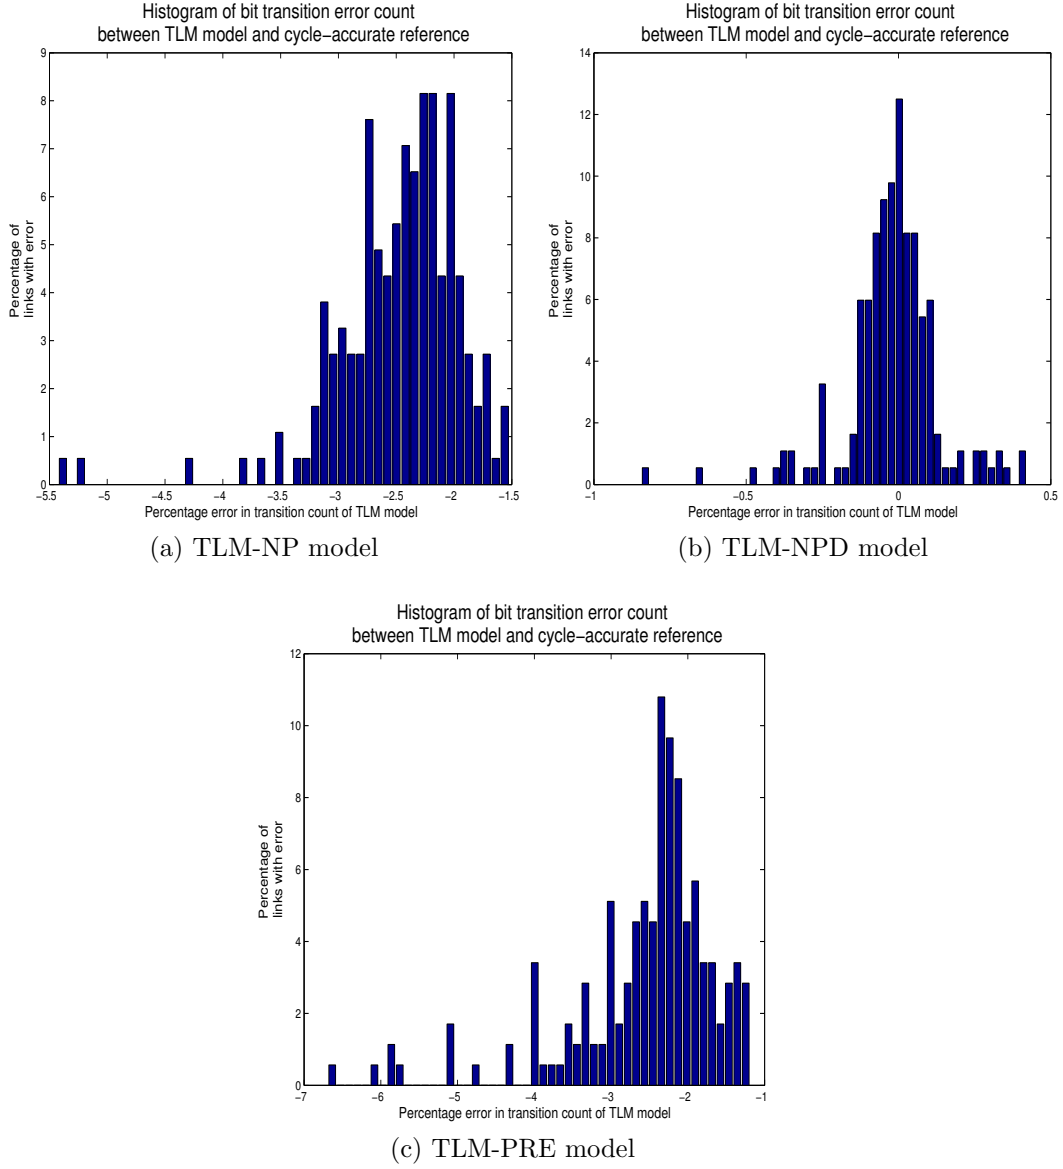 Histogram of bit transition error count
between TLM model and cycle−accurate reference
9
8
7
6
5
4
3
2
1
0
Percentage of
links with error
−5.5 −5 −4.5 −4 −3.5 −3 −2.5 −2 −1.5
Percentage error in transition count of TLM model
(a) TLM-NP model
Histogram of bit transition error count
between TLM model and cycle−accurate reference
14
12
10
8
6
4
2
0
Percentage of
links with error
−1 −0.5 0 0.5
Percentage error in transition count of TLM model
(b) TLM-NPD model
Histogram of bit transition error count
between TLM model and cycle−accurate reference
12
10
8
6
4
2
0
Percentage of
links with error
−7 −6 −5 −4 −3 −2 −1
Percentage error in transition count of TLM model
(c) TLM-PRE model